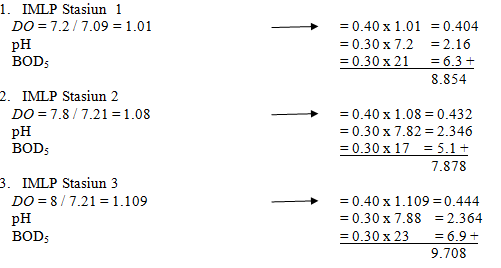 1. IMLP Stasiun 1
DO = 7.2 / 7.09 = 1.01 = 0.40 x 1.01 = 0.404
pH = 0.30 x 7.2 = 2.16
BOD₅ = 0.30 x 21 = 6.3 +
8.854
2. IMLP Stasiun 2
DO = 7.8 / 7.21 = 1.08 = 0.40 x 1.08 = 0.432
pH = 0.30 x 7.82 = 2.346
BOD₅ = 0.30 x 17 = 5.1 +
7.878
3. IMLP Stasiun 3
DO = 8 / 7.21 = 1.109 = 0.40 x 1.109 = 0.444
pH = 0.30 x 7.88 = 2.364
BOD₅ = 0.30 x 23 = 6.9 +
9.708